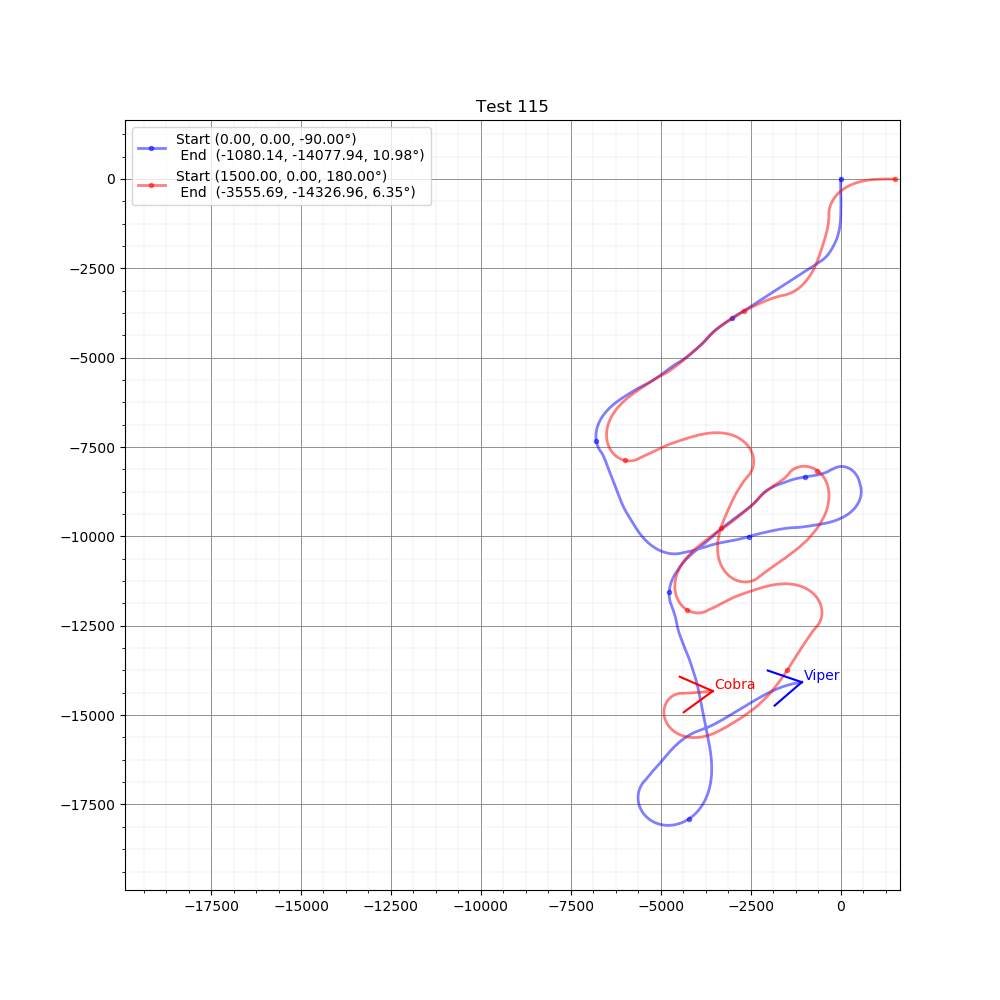 Test 115
Start (0.00, 0.00, -90.00°)
End  (-1080.14, -14077.94, 10.98°)
Start (1500.00, 0.00, 180.00°)
End  (-3555.69, -14326.96, 6.35°)
0
−2500
−5000
−7500
−10000
−12500
−15000
−17500
Cobra
Viper
−17500 −15000 −12500 −10000 −7500 −5000 −2500 0